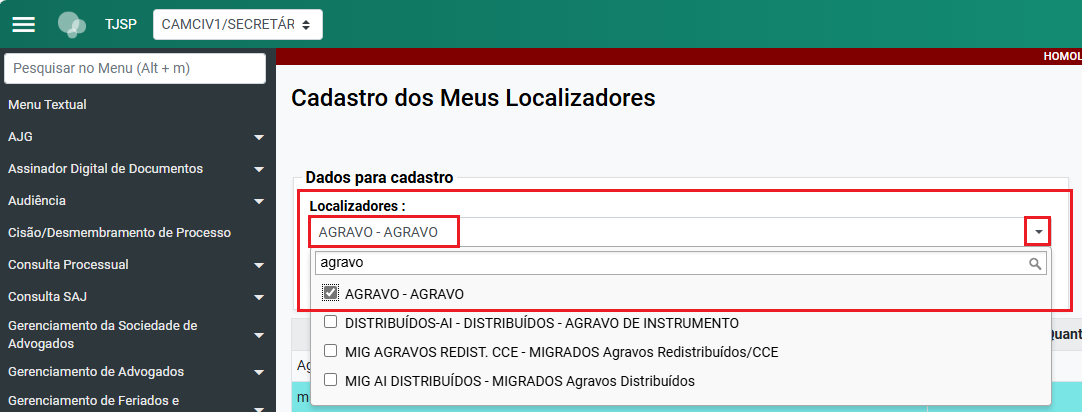 TJSP
CAMCIV1/SECRETÁR
Pesquisar no Menu (Alt + m)
HOMOL
Menu Textual
AJG
Assinador Digital de Documentos
Audiência
Cisão/Desmembramento de Processo
Consulta Processual
Consulta SAJ
Gerenciamento da Sociedade de
Advogados
Gerenciamento de Advogados
Gerenciamento de Feriados e
Cadastro dos Meus Localizadores
Dados para cadastro
Localizadores :
AGRAVO - AGRAVO
agravo
AGRAVO - AGRAVO
DISTRIBUÍDOS-AI - DISTRIBUÍDOS - AGRAVO DE INSTRUMENTO
MIG AGRAVOS REDIST. CCE - MIGRADOS Agravos Redistribuídos/CCE
MIG AI DISTRIBUÍDOS - MIGRADOS Agravos Distribuídos
Quant
Ag
m